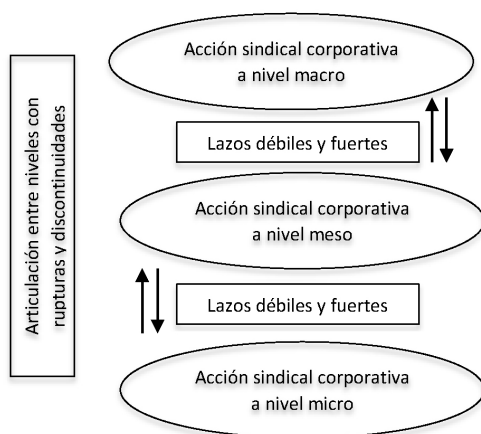 Acción sindical corporativa
a nivel macro
Articulación entre niveles con
rupturas y discontinuidades
Lazos débiles y fuertes
Acción sindical corporativa
a nivel meso
Lazos débiles y fuertes
Acción sindical corporativa
a nivel micro